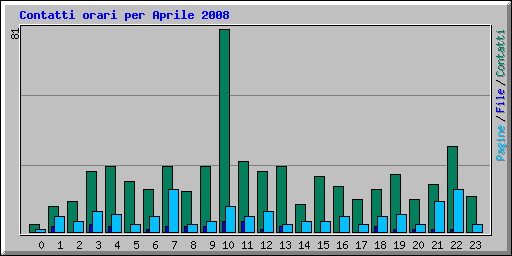 Contatti orari per Aprile 2008
81
0 1 2 3 4 5 6 7 8 9 10 11 12 13 14 15 16 17 18 19 20 21 22 23
Pagine / File / Contatti